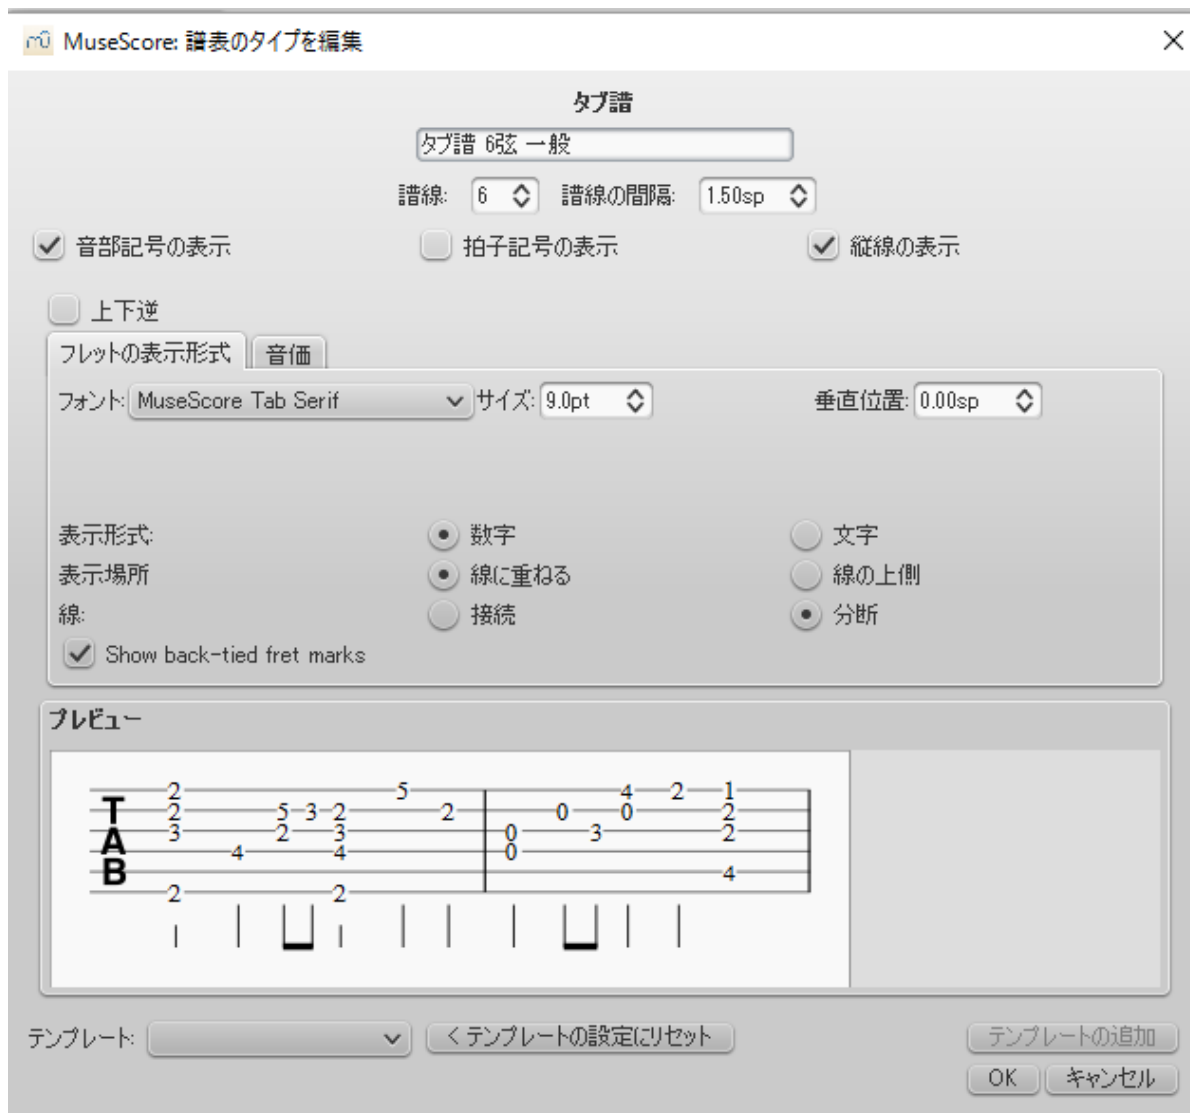 MuseScore: 譜表のタイプを編集
タブ譜
タブ譜 6弦 一般
譜線: 6 譜線の間隔: 1.50sp
音部記号の表示 拍子記号の表示 縦線の表示
上下逆
フレットの表示形式 音価
フォント: MuseScore Tab Serif サイズ: 9.0pt 垂直位置: 0.00sp
表示形式: 数字 文字
表示場所 線に重ねる 線の上側
線: 接続 分断
Show back-tied fret marks
プレビュー
2 5 4 2 1
T 2 5 3 2 2 0 0 2
A 3 2 3 0 3 2
4 4 0
B 4
2 2
テンプレート: < テンプレートの設定にリセット テンプレートの追加
OK キャンセル